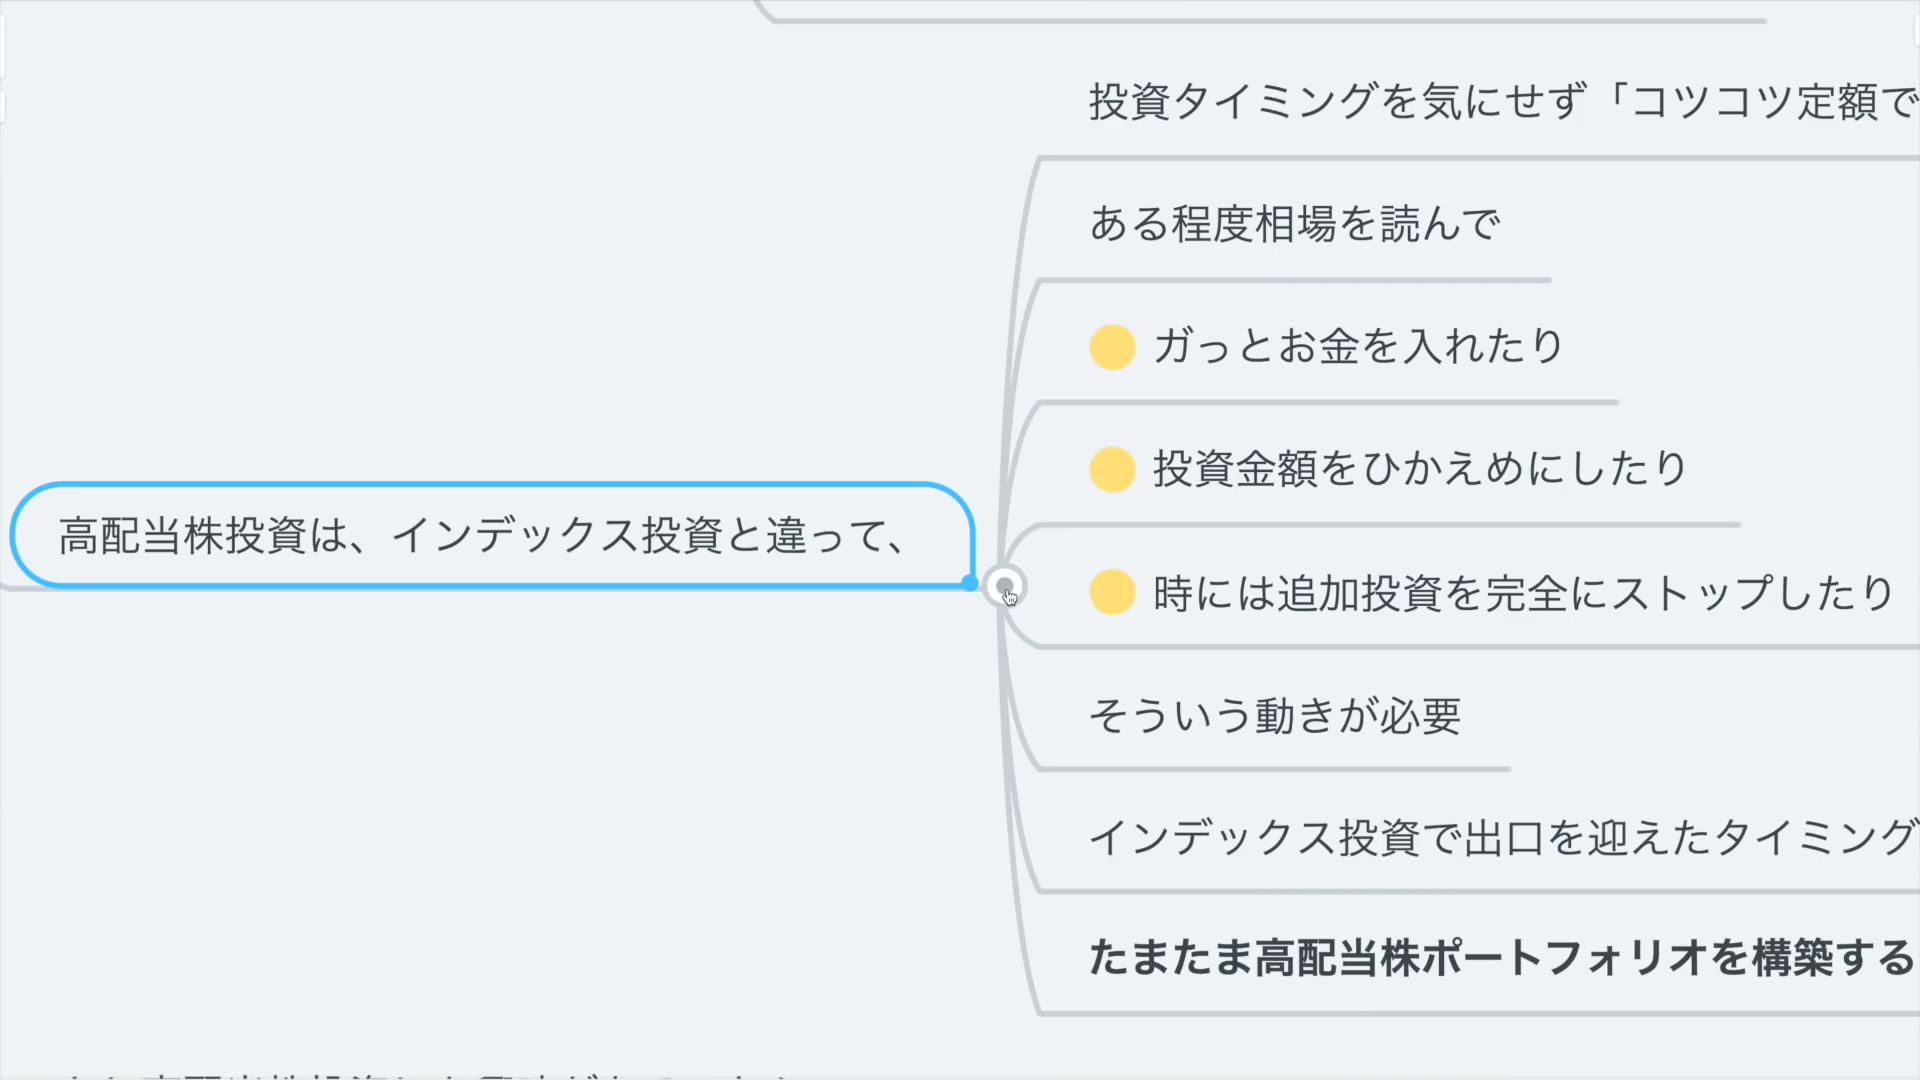 投資タイミングを気にせず「コツコツ定額で
ある程度相場を読んで
ガっとお金を入れたり
投資金額をひかえめにしたり
高配当株投資は、インデックス投資と違って、
時には追加投資を完全にストップしたり
そういう動きが必要
インデックス投資で出口を迎えたタイミング
たまたま高配当株ポートフォリオを構築する